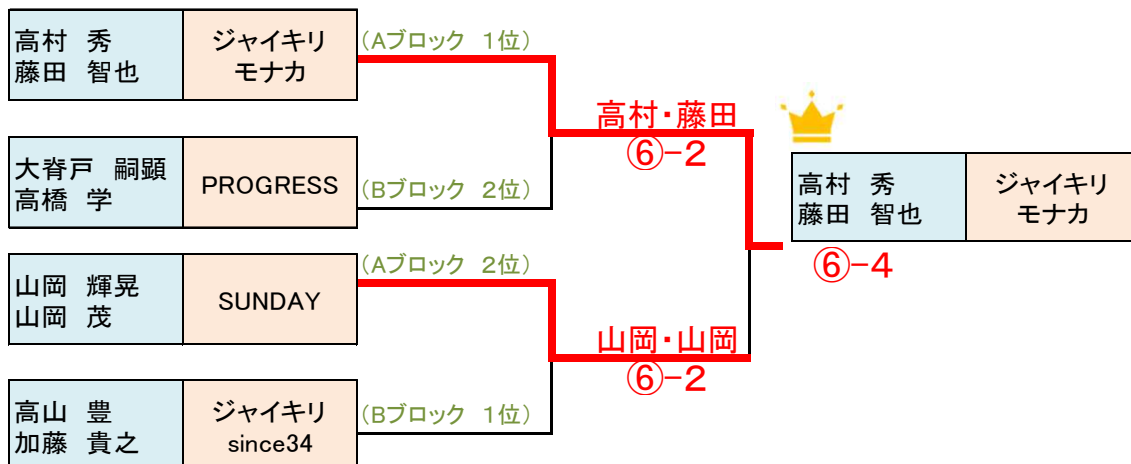 高村　秀
藤田　智也
ジャイキリ
モナカ
(Aブロック　1位)
大脊戸　嗣顕
高橋　学
PROGRESS
(Bブロック　2位)
高村・藤田
⑥-2
山岡　輝晃
山岡　茂
SUNDAY
(Aブロック　2位)
高山　豊
加藤　貴之
ジャイキリ
since34
(Bブロック　1位)
山岡・山岡
⑥-2
高村　秀
藤田　智也
ジャイキリ
モナカ
⑥-4